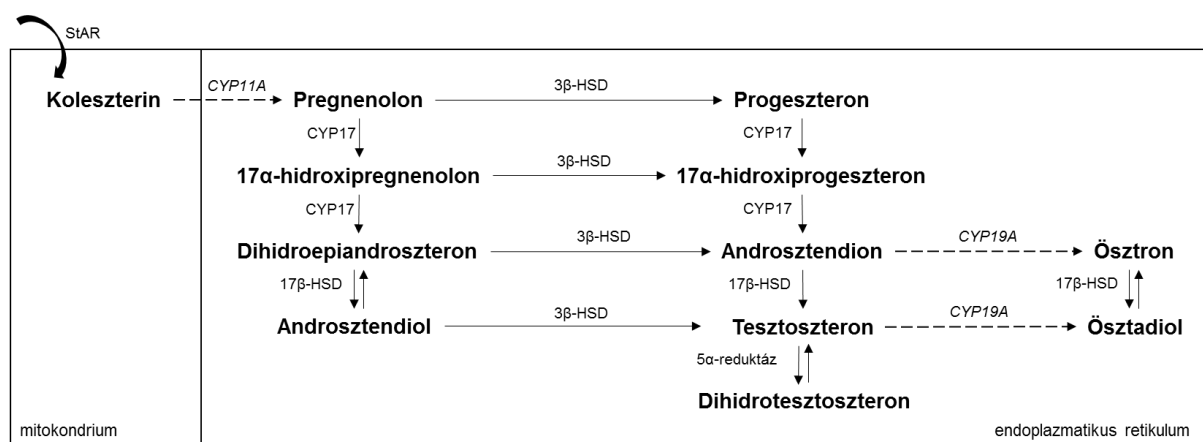 StAR
Koleszterin CYP11A Pregnenolon 3β-HSD Progeszteron
CYP17 CYP17
17α-hidroxipregnenolon 3β-HSD 17α-hidroxiprogeszteron
CYP17 CYP17
Dihidroepiandroszteron 3β-HSD Androsztendion CYP19A Ösztron
17β-HSD 17β-HSD 17β-HSD
Androsztendiol 3β-HSD Tesztoszteron CYP19A Ösztadiol
5α-reduktáz
Dihidrotesztoszteron
mitokondrium endoplazmatikus retikulum